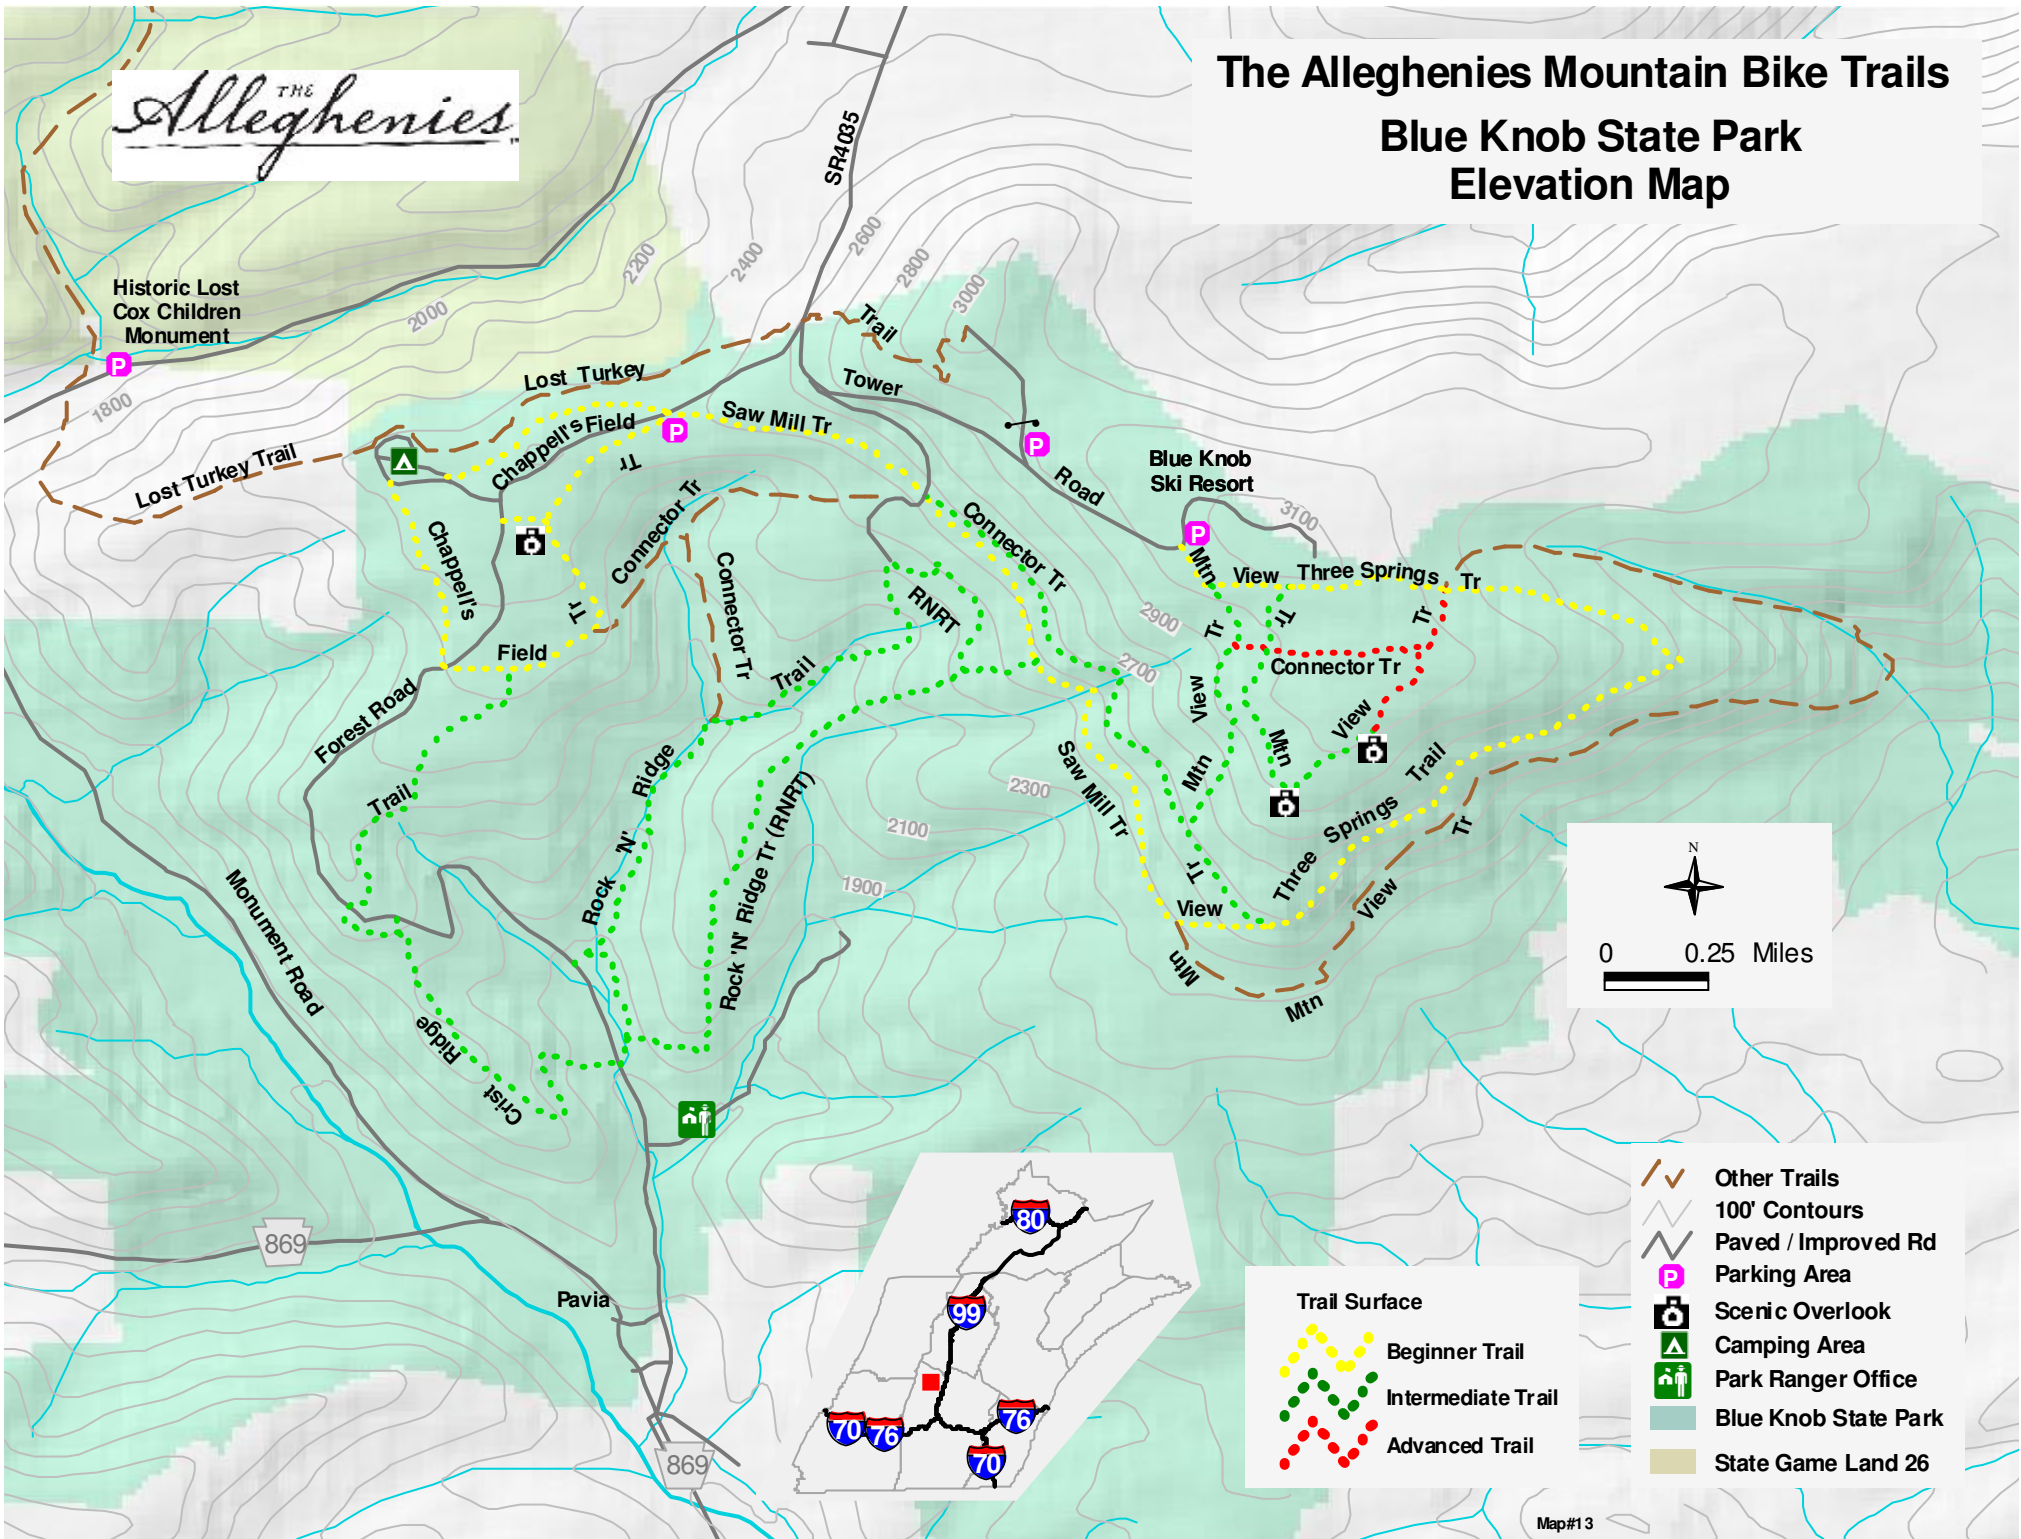 The Alleghenies Mountain Bike Trails
Blue Knob State Park
Elevation Map
THE
Alleghenies
SR4035
2600
2800
3000
2400
2200
2000
1800
Historic Lost
Cox Children
Monument
P
Lost Turkey
Trail
Tower
Road
Lost Turkey Trail
Chappell's Field
Tr
P
Saw Mill Tr
P
Blue Knob
Ski Resort
P
3100
Chappell's
Field
Tr
Connector Tr
Connector Tr
Connector Tr
RNRT
Trail
Mtn
View
Tr
Three Springs
Tr
Tr
Tr
Connector Tr
2900
2700
View
Mtn
Mtn
View
Forest Road
Trail
Ridge
Crist
Rock
'N'
Ridge
Rock 'N' Ridge Tr (RNRT)
2300
2100
1900
Saw Mill Tr
Tr
View
Mtn
Three
Springs
Trail
Tr
View
Mtn
Monument Road
869
Pavia
869
N
0 0.25 Miles
80
99
70
76
76
70
Trail Surface
Beginner Trail
Intermediate Trail
Advanced Trail
Other Trails
100' Contours
Paved / Improved Rd
P Parking Area
Scenic Overlook
Camping Area
Park Ranger Office
Blue Knob State Park
State Game Land 26
Map#13